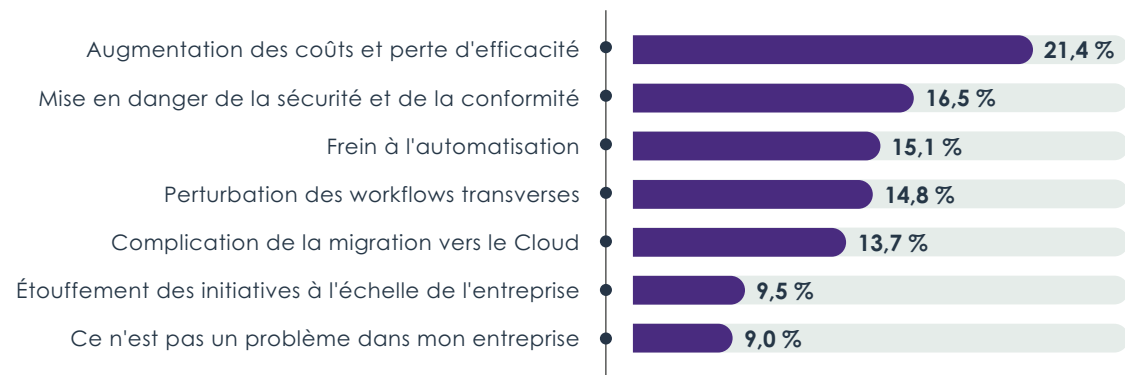 Augmentation des coûts et perte d'efficacité 21,4 %
Mise en danger de la sécurité et de la conformité 16,5 %
Frein à l'automatisation 15,1 %
Perturbation des workflows transverses 14,8 %
Complication de la migration vers le Cloud 13,7 %
Étouffement des initiatives à l'échelle de l'entreprise 9,5 %
Ce n'est pas un problème dans mon entreprise 9,0 %